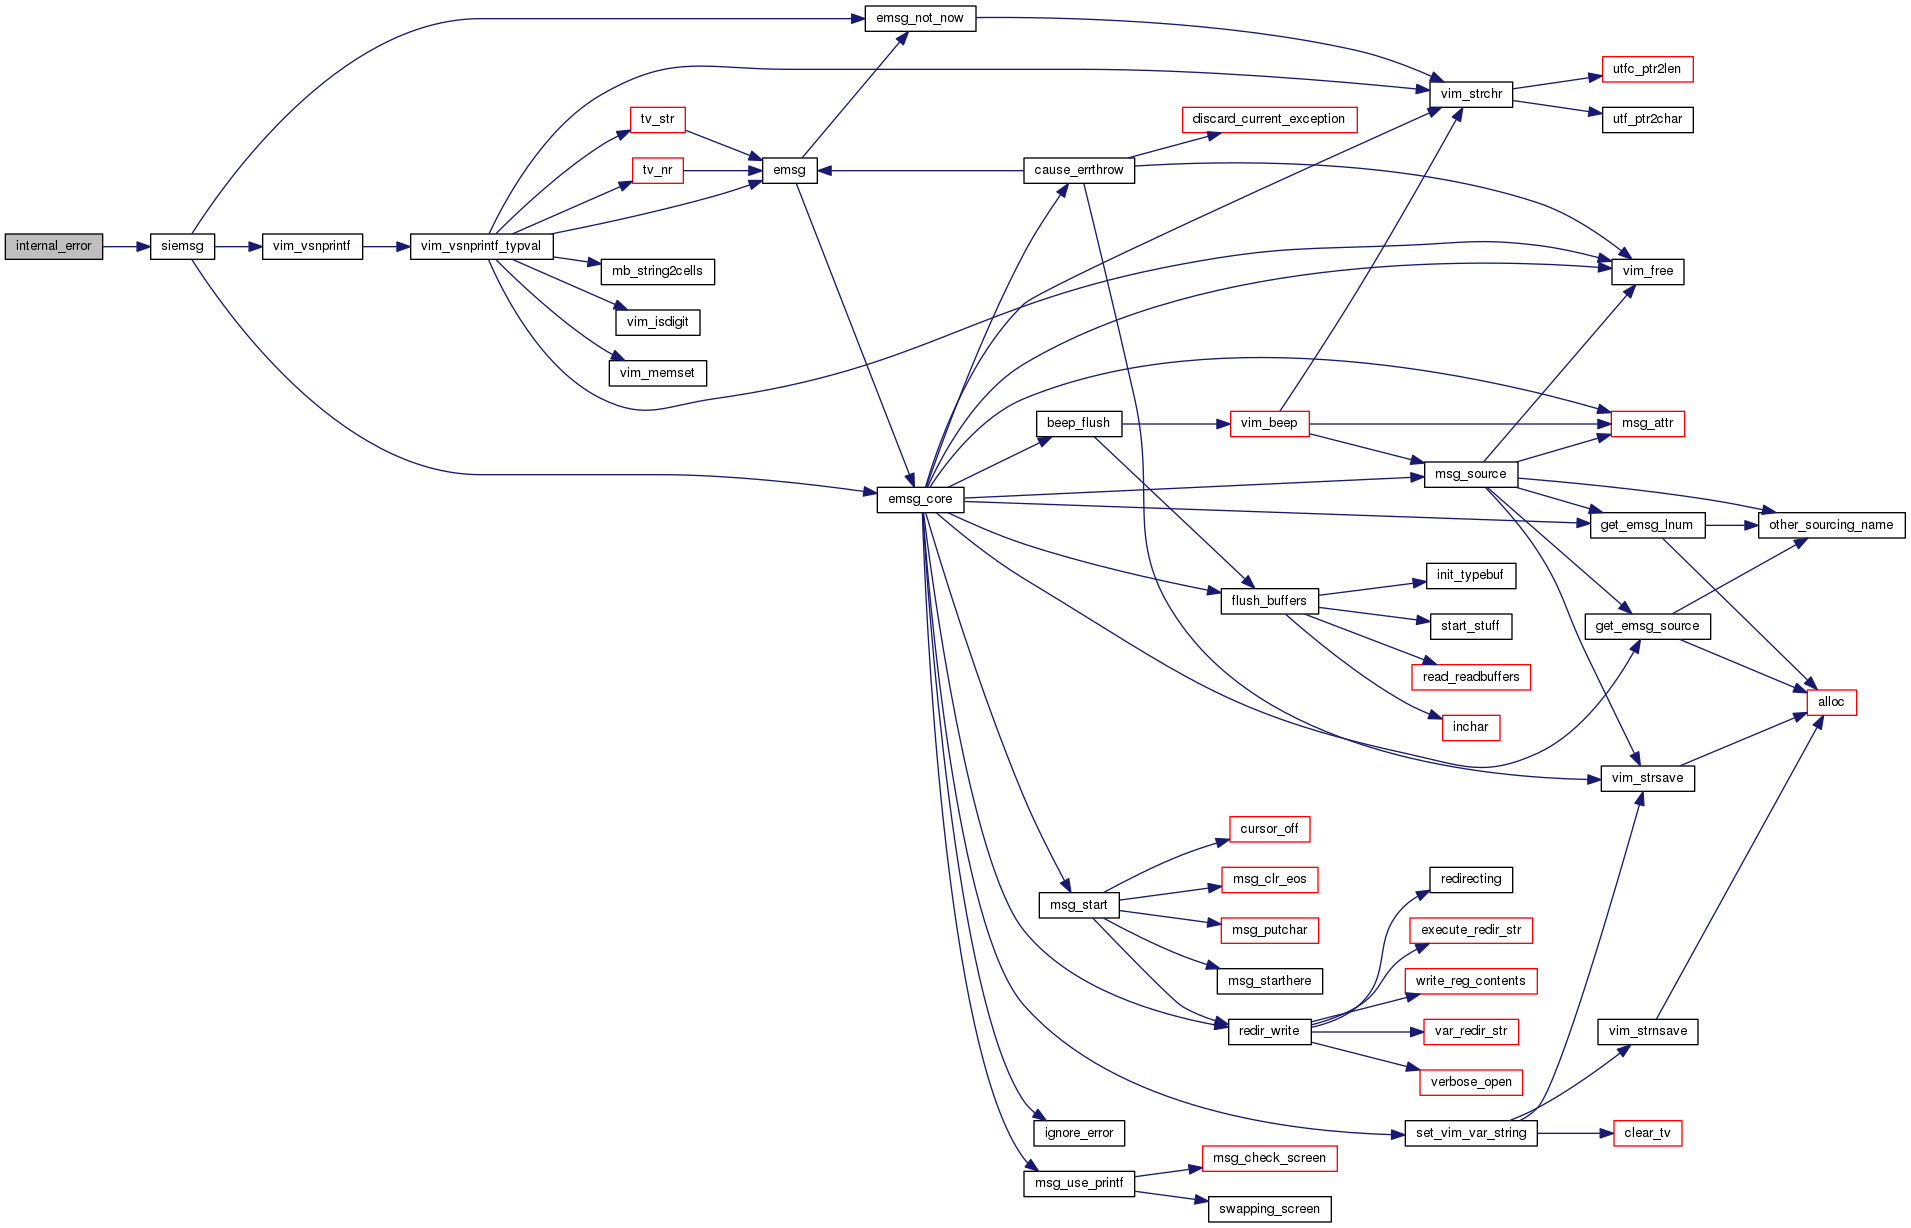 internal_error
siemsg
vim_vsnprintf
vim_vsnprintf_typval
tv_str
tv_nr
mb_string2cells
vim_isdigit
vim_memset
emsg
emsg_not_now
emsg_core
cause_errthrow
discard_current_exception
beep_flush
vim_beep
flush_buffers
msg_start
cursor_off
msg_clr_eos
msg_putchar
msg_starthere
redir_write
ignore_error
msg_use_printf
msg_check_screen
swapping_screen
vim_strchr
utfc_ptr2len
utf_ptr2char
vim_free
msg_attr
msg_source
get_emsg_lnum
other_sourcing_name
init_typebuf
start_stuff
read_readbuffers
inchar
get_emsg_source
alloc
vim_strsave
redirecting
execute_redir_str
write_reg_contents
var_redir_str
verbose_open
vim_strnsave
set_vim_var_string
clear_tv